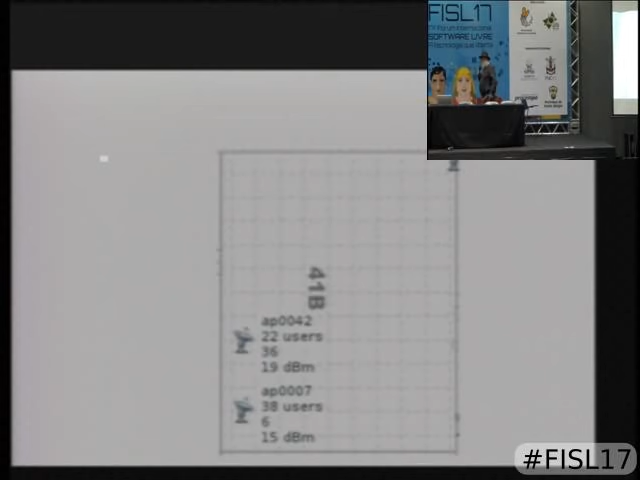 FISL17
SOFTWARE LIVRE
41B
ap0042
22 users
36
19 dBm
ap0007
38 users
6
15 dBm
#FISL17